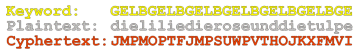 Keyword: GELBGELBGELBGELBGELBGELBGE
Plaintext: dieliliedieroseunddietulpe
Cyphertext: JMPMOPTFJMPSUWPVTHOJKXFMVI